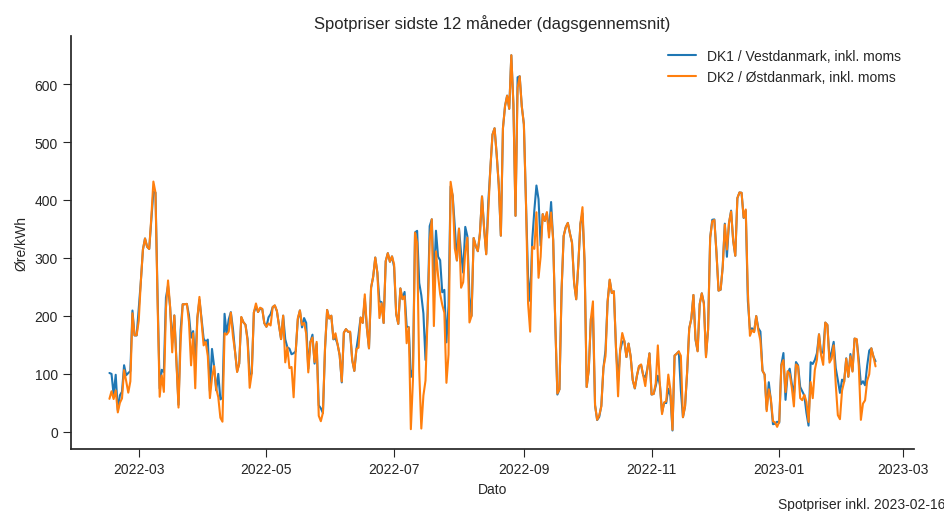 Spotpriser sidste 12 måneder (dagsgennemsnit)
DK1 / Vestdanmark, inkl. moms
DK2 / Østdanmark, inkl. moms
Øre/kWh
600
500
400
300
200
100
0
2022-03 2022-05 2022-07 2022-09 2022-11 2023-01 2023-03
Dato
Spotpriser inkl. 2023-02-16